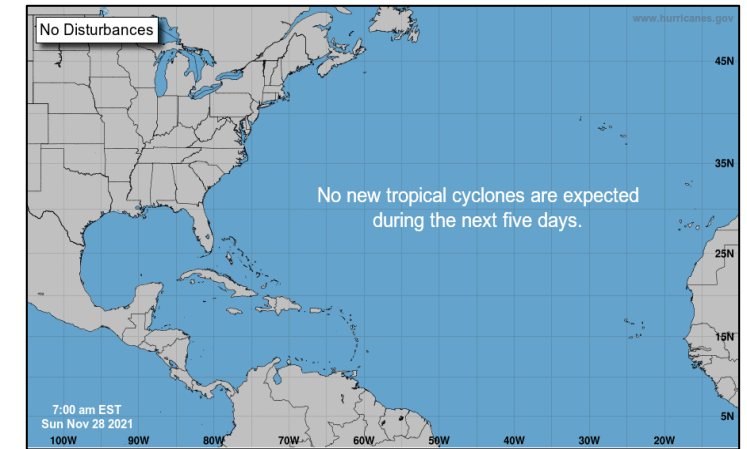 No Disturbances
www.hurricanes.gov
45N
35N
No new tropical cyclones are expected
during the next five days.
25N
15N
7:00 am EST
Sun Nov 28 2021
5N
100W 90W 80W 70W 60W 50W 40W 30W 20W